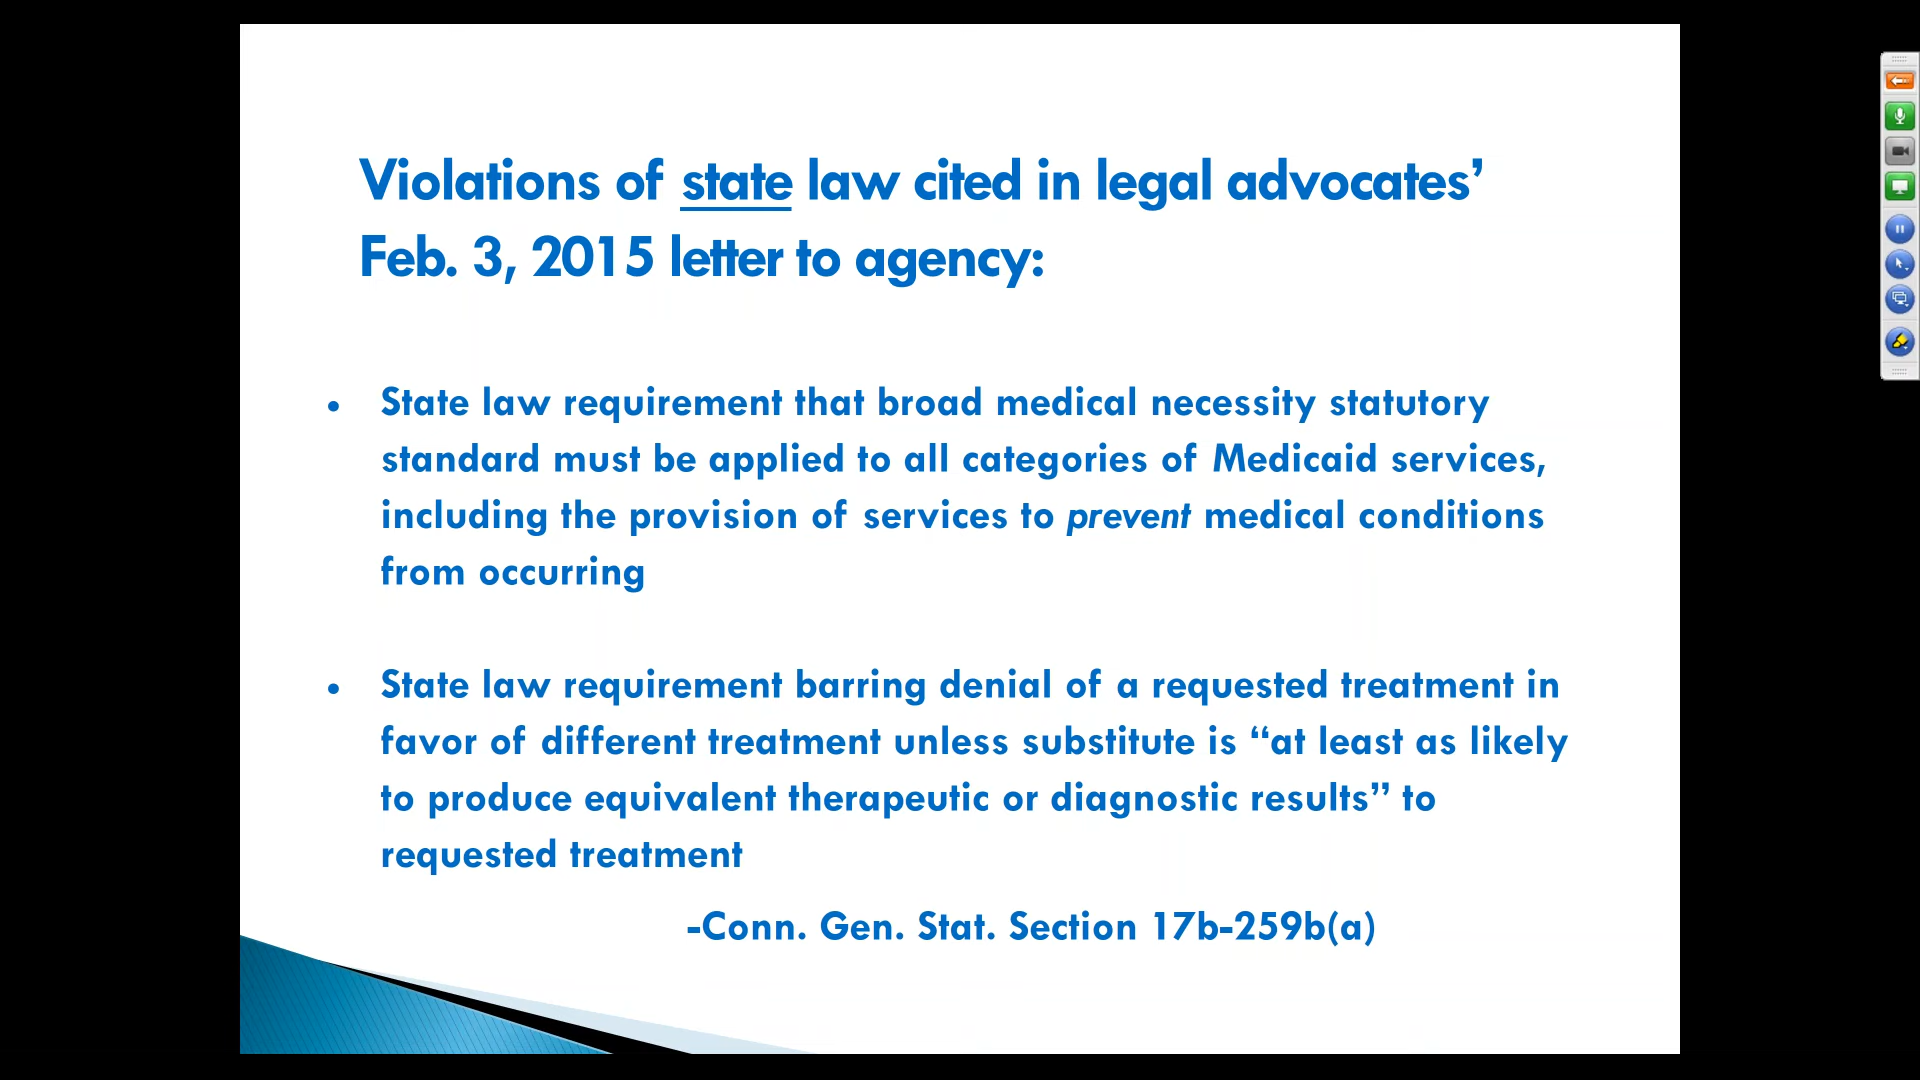 Violations of state law cited in legal advocates’
Feb. 3, 2015 letter to agency:
• State law requirement that broad medical necessity statutory
standard must be applied to all categories of Medicaid services,
including the provision of services to prevent medical conditions
from occurring
• State law requirement barring denial of a requested treatment in
favor of different treatment unless substitute is “at least as likely
to produce equivalent therapeutic or diagnostic results” to
requested treatment
-Conn. Gen. Stat. Section 17b-259b(a)